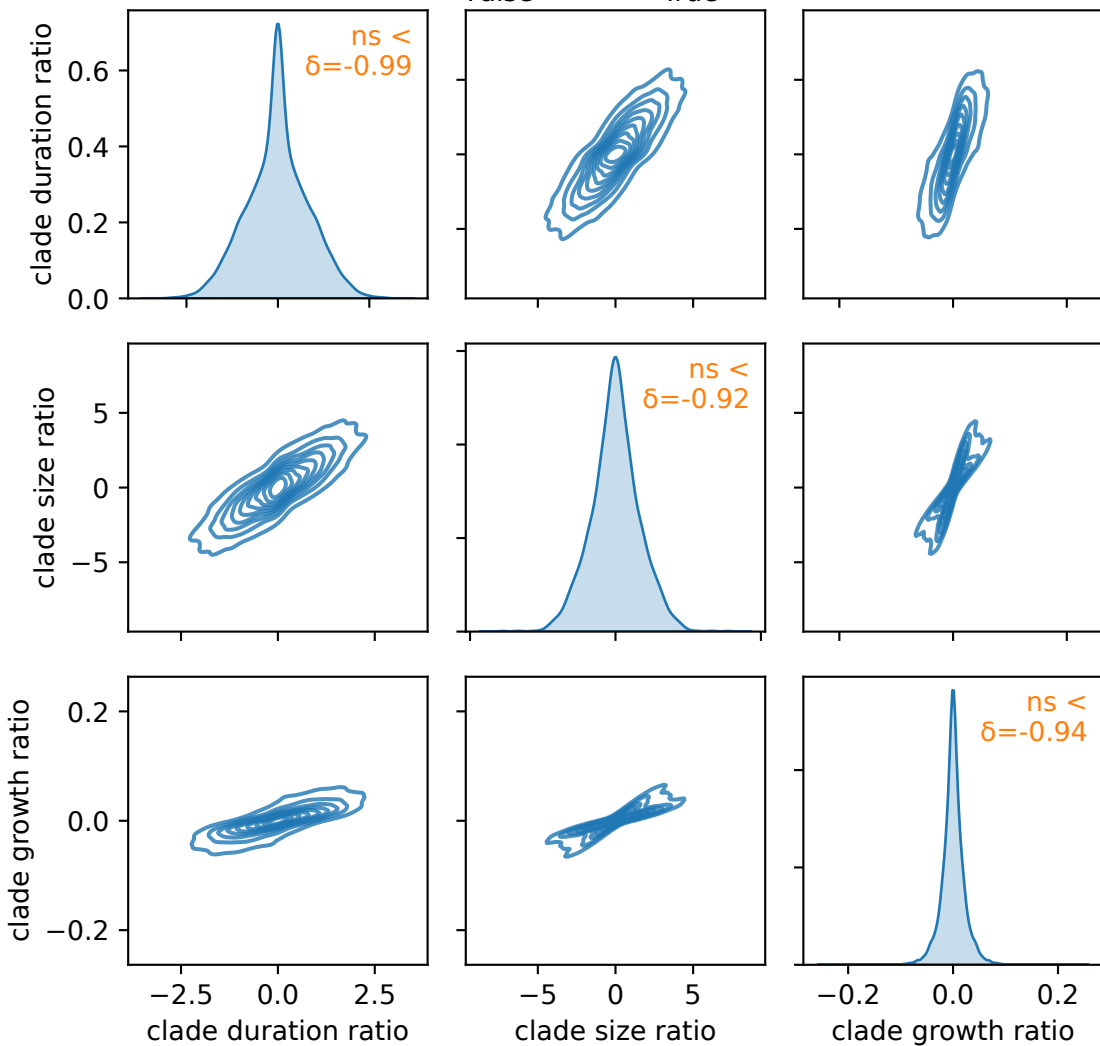 ns <
δ=-0.99
clade duration ratio
0.6
0.4
0.2
0.0
ns <
δ=-0.92
clade size ratio
5
0
−5
ns <
δ=-0.94
clade growth ratio
0.2
0.0
−0.2
−2.5 0.0 2.5
−5 0 5
−0.2 0.0 0.2
clade duration ratio
clade size ratio
clade growth ratio